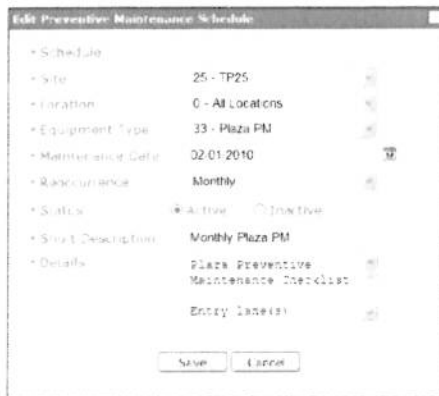 Edit Preventive Maintenance Schedule
* Schedule
* Site 25 - TP25
* Location 0 - All Locations
* Equipment Type 33 - Plaza PM
* Maintenance Date 02-01-2010
* Reoccurrence Monthly
* Status Active Inactive
* Short Description Monthly Plaza PM
* Details Plaza Preventive
Maintenance Checklist
Entry lane(s)
Save Cancel